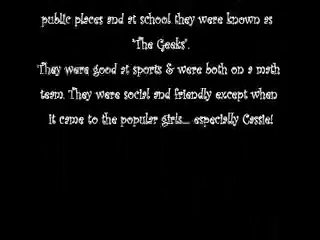 public places and at school they were known as
"The Geeks".
They were good at sports & were both on a math
team. They were social and friendly except when
it came to the popular girls.... especially Cassie!